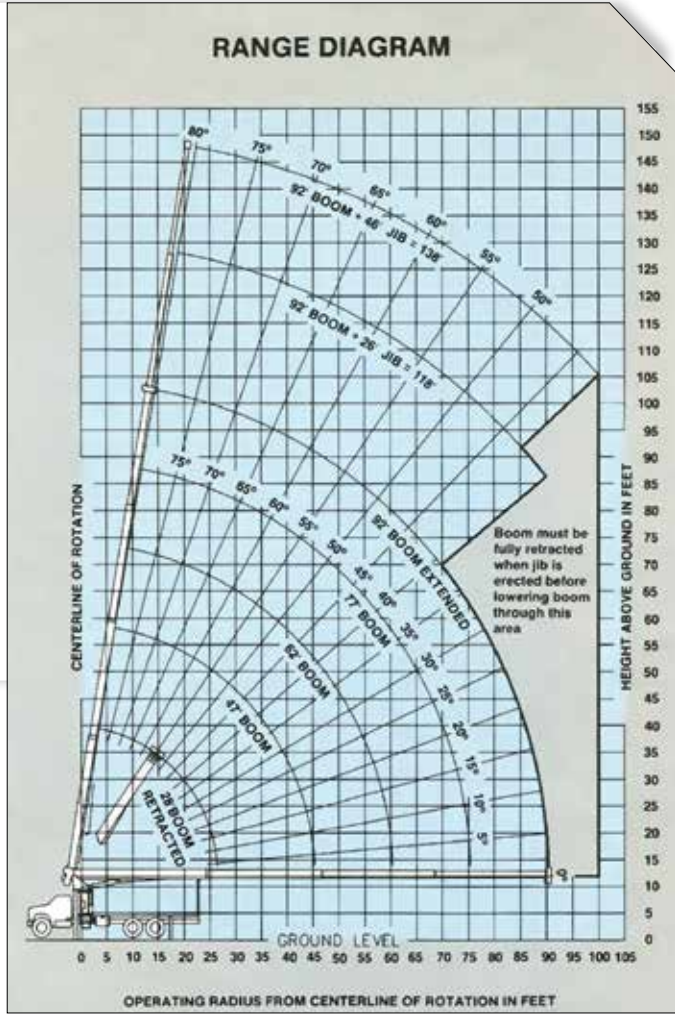 RANGE DIAGRAM
155
150
145
140
135
130
125
120
115
110
105
100
95
90
85
80
75
70
65
60
55
50
45
40
35
30
25
20
15
10
5
0
80°
75°
70°
65°
60°
55°
50°
92' BOOM + 46' JIB = 138'
92' BOOM + 26' JIB = 118'
75°
70°
65°
60°
55°
50°
45°
40°
35°
30°
25°
20°
15°
10°
5°
0°
92' BOOM EXTENDED
77' BOOM
62' BOOM
47' BOOM
28' BOOM
RETRACTED
Boom must be
fully retracted
when jib is
erected before
lowering boom
through this
area
CENTERLINE OF ROTATION
HEIGHT ABOVE GROUND IN FEET
GROUND LEVEL
0 5 10 15 20 25 30 35 40 45 50 55 60 65 70 75 80 85 90 95 100 105
OPERATING RADIUS FROM CENTERLINE OF ROTATION IN FEET